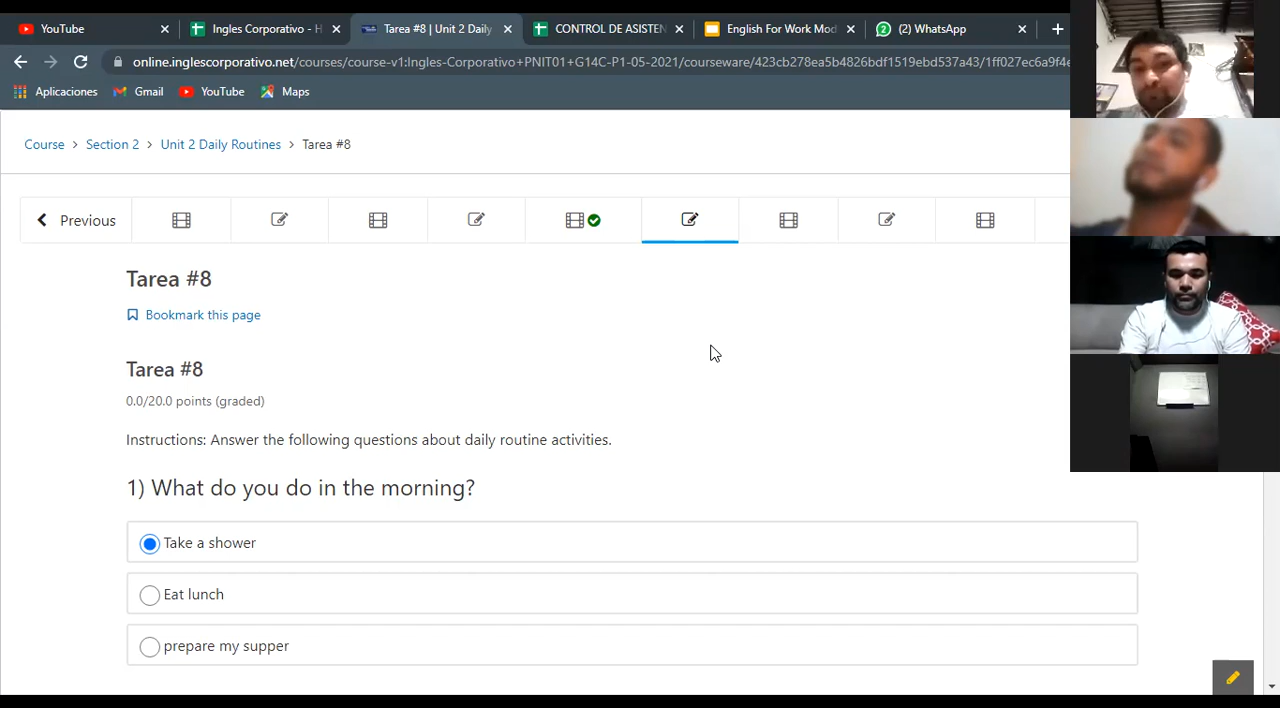 YouTube
Ingles Corporativo - H
Tarea #8 | Unit 2 Daily
CONTROL DE ASISTEN
English For Work Mod
2
(2) WhatsApp
online.inglescorporativo.net/courses/course-v1:Ingles-Corporativo+PNIT01+G14C-P1-05-2021/courseware/423cb278ea5b4826bdf1519ebd537a43/1ff027ec6a9f4e
Aplicaciones
Gmail
YouTube
Maps
Course > Section 2 > Unit 2 Daily Routines > Tarea #8
Previous
Tarea #8
Bookmark this page
Tarea #8
0.0/20.0 points (graded)
Instructions: Answer the following questions about daily routine activities.
1) What do you do in the morning?
Take a shower
Eat lunch
prepare my supper